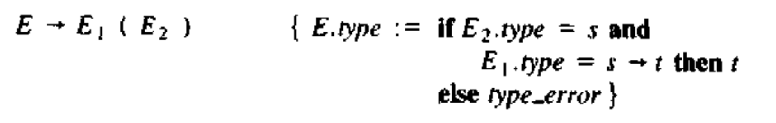 E → E₁ ( E₂ ) { E.type := if E₂.type = s and
E₁.type = s → t then t
else type_error }